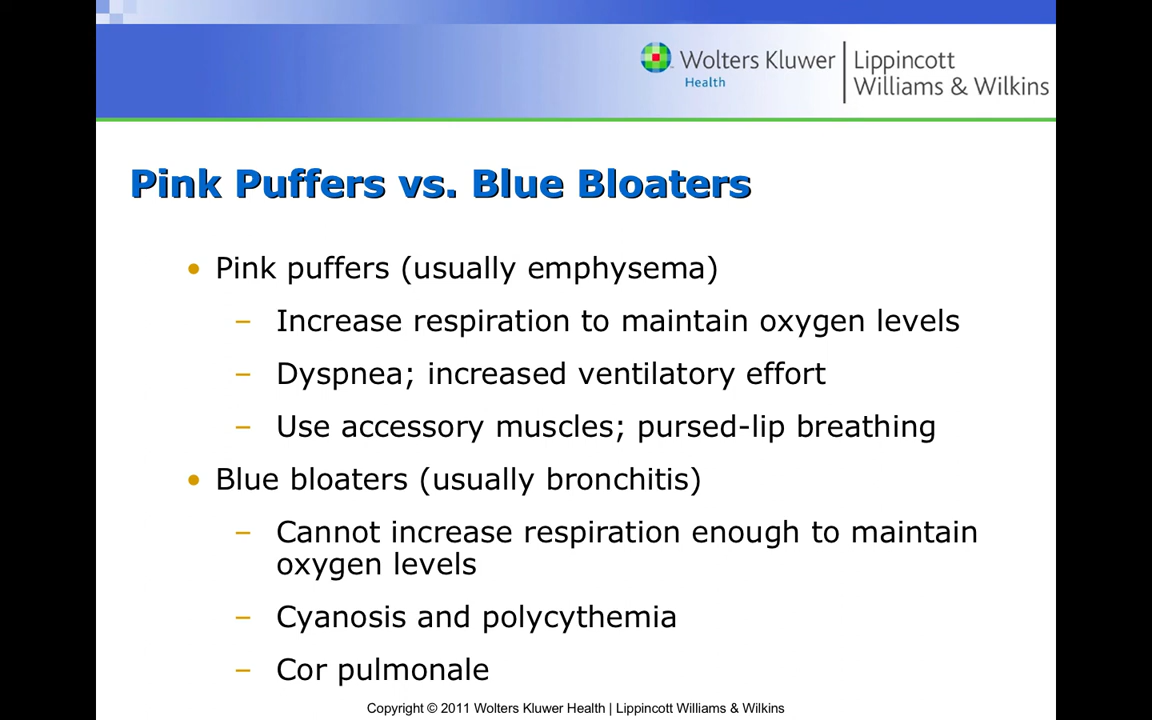 Wolters Kluwer
Health
Lippincott
Williams & Wilkins
Pink Puffers vs. Blue Bloaters
• Pink puffers (usually emphysema)
– Increase respiration to maintain oxygen levels
– Dyspnea; increased ventilatory effort
– Use accessory muscles; pursed-lip breathing
• Blue bloaters (usually bronchitis)
– Cannot increase respiration enough to maintain
oxygen levels
– Cyanosis and polycythemia
– Cor pulmonale
Copyright © 2011 Wolters Kluwer Health | Lippincott Williams & Wilkins